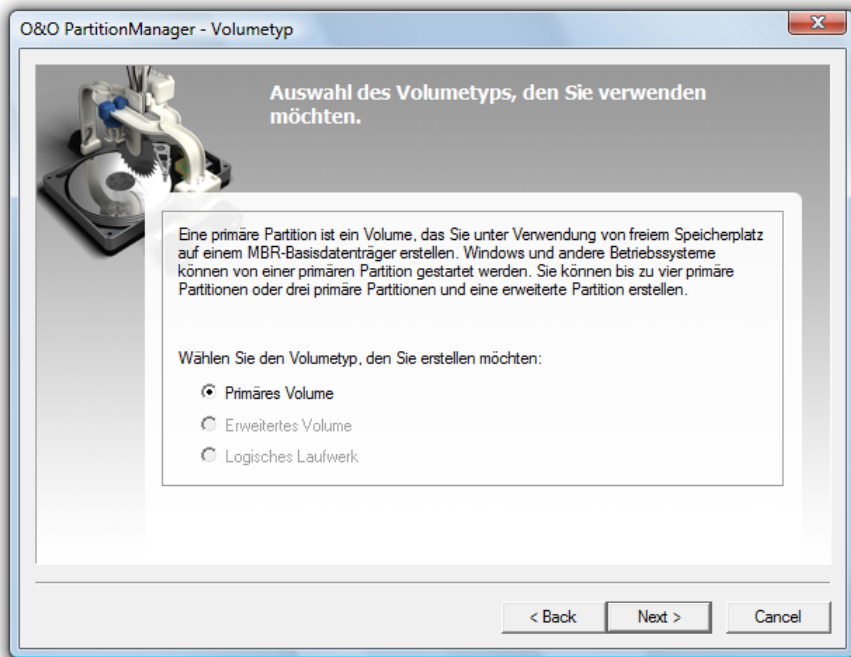 O&O PartitionManager - Volumetyp
Auswahl des Volumetyps, den Sie verwenden
möchten.
Eine primäre Partition ist ein Volume, das Sie unter Verwendung von freiem Speicherplatz
auf einem MBR-Basisdatenträger erstellen. Windows und andere Betriebssysteme
können von einer primären Partition gestartet werden. Sie können bis zu vier primäre
Partitionen oder drei primäre Partitionen und eine erweiterte Partition erstellen.
Wählen Sie den Volumetyp, den Sie erstellen möchten:
Primäres Volume
Erweitertes Volume
Logisches Laufwerk
< Back Next > Cancel